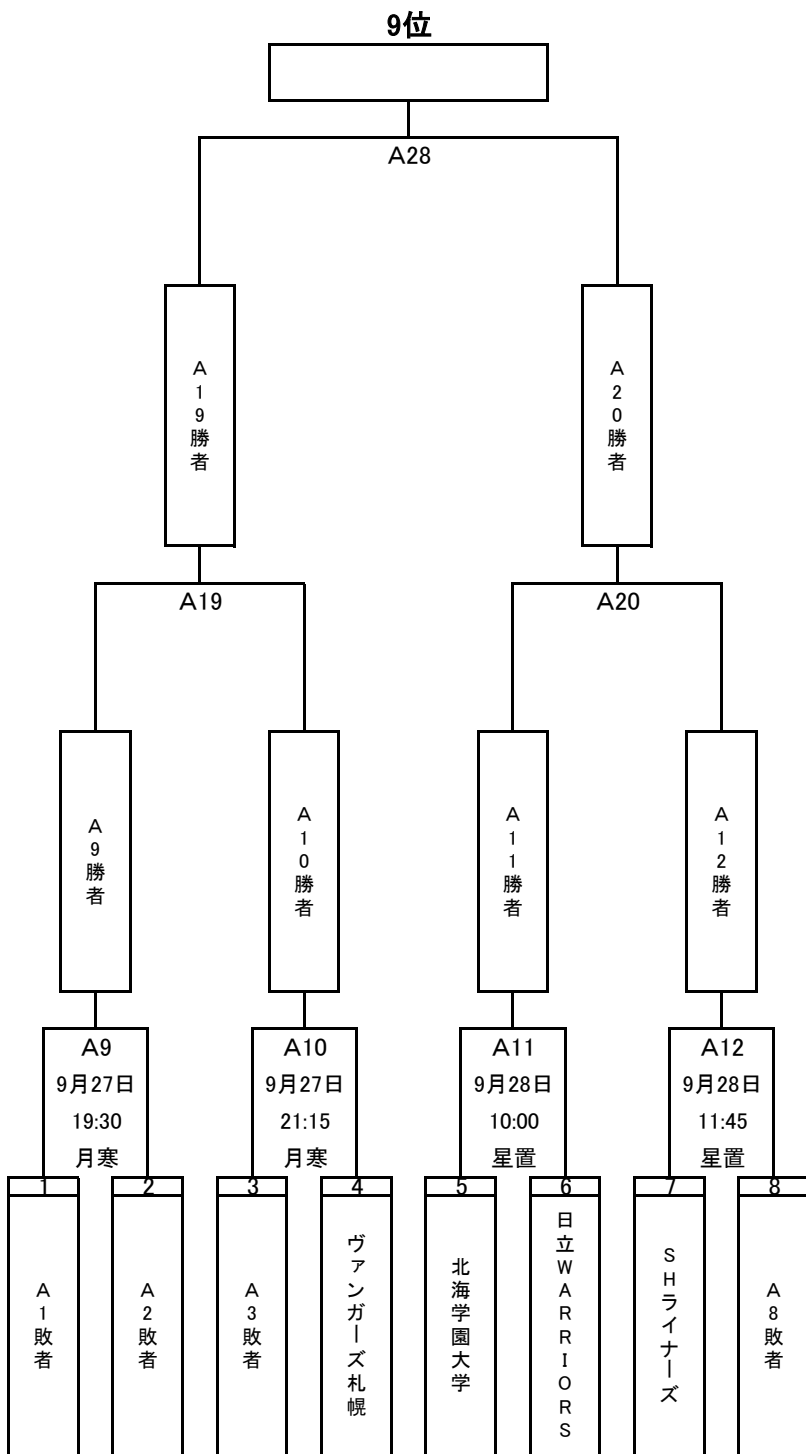 9位
A28
A19勝者
A20勝者
A19
A20
A9勝者
A10勝者
A11勝者
A12勝者
A9
9月27日
19:30
月寒
A10
9月27日
21:15
月寒
A11
9月28日
10:00
星置
A12
9月28日
11:45
星置
1
2
3
4
5
6
7
8
A1敗者
A2敗者
A3敗者
ヴァンガーズ札幌
北海学園大学
日立WARRIORS
SHライナーズ
A8敗者